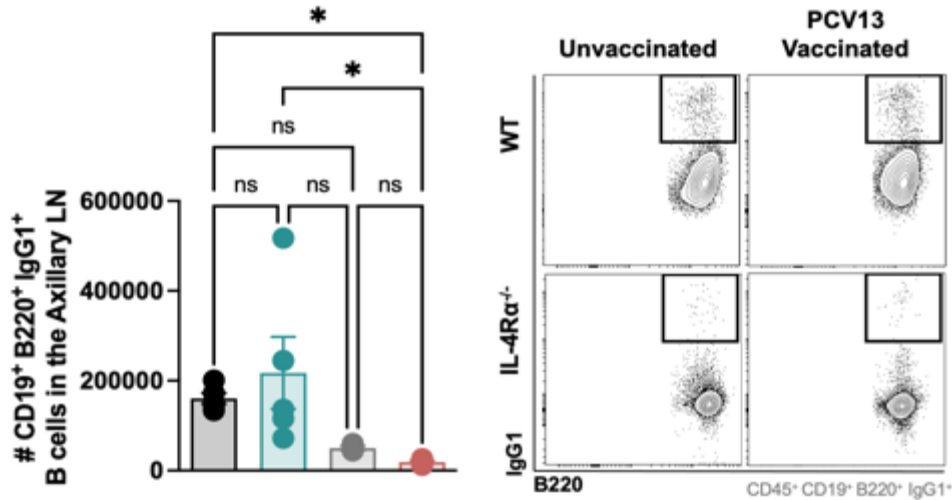 *
*
ns
ns
ns
ns
600000
400000
200000
0
# CD19⁺ B220⁺ IgG1⁺
B cells in the Axillary LN
Unvaccinated
PCV13
Vaccinated
WT
IL-4Rα⁻/⁻
IgG1
B220
CD45⁺ CD19⁺ B220⁺ IgG1⁺